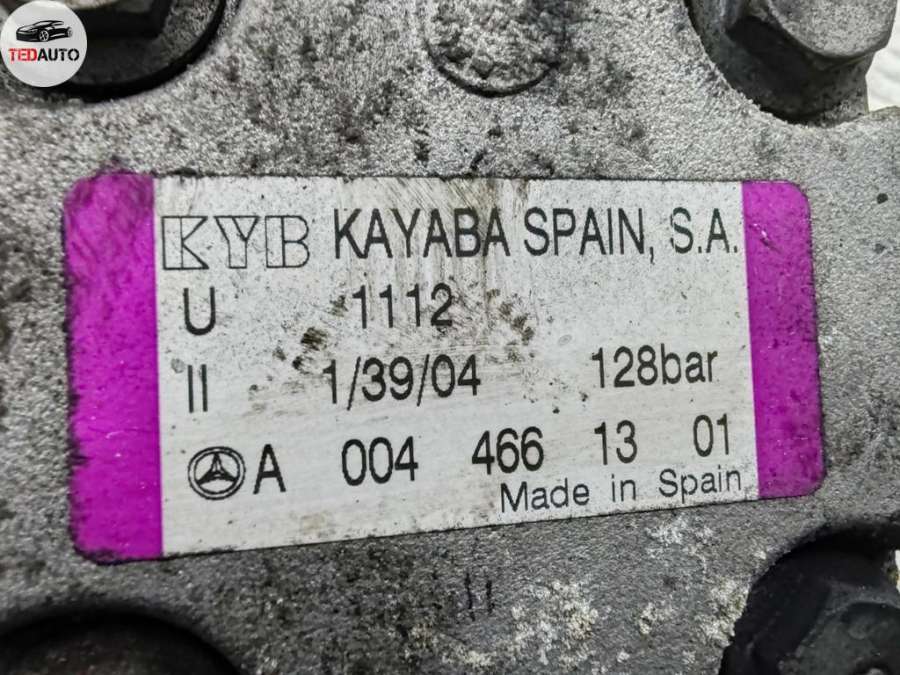 TEDAUTO
KYB KAYABA SPAIN, S.A.
U 1112
II 1/39/04 128bar
A 004 466 13 01
Made in Spain